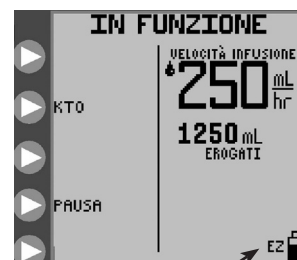 IN FUNZIONE
VELOCITÀ INFUSIONE
250 mL/hr
KTO
1250 mL
EROGATI
PAUSA
EZ